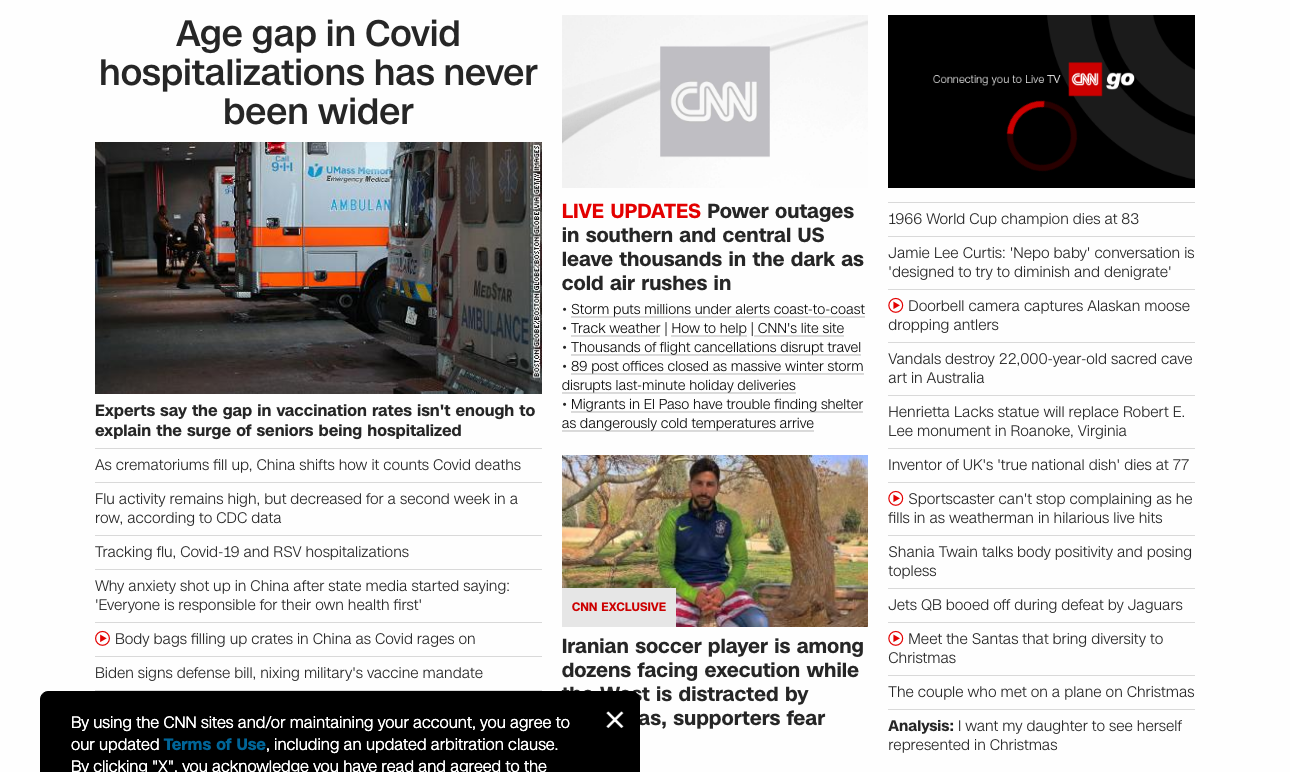 Age gap in Covid
hospitalizations has never
been wider
Call
9-1-1
UMass Memor
Emergency Medical
AMBULAN
MEDSTAR
AMBULANCE
BOSTON GLOBE/BOSTON GLOBE/BOSTON GLOBE VIA GETTY IMAGES
Experts say the gap in vaccination rates isn't enough to
explain the surge of seniors being hospitalized
As crematoriums fill up, China shifts how it counts Covid deaths
Flu activity remains high, but decreased for a second week in a
row, according to CDC data
Tracking flu, Covid-19 and RSV hospitalizations
Why anxiety shot up in China after state media started saying:
'Everyone is responsible for their own health first'
Body bags filling up crates in China as Covid rages on
Biden signs defense bill, nixing military's vaccine mandate
CNN
LIVE UPDATES Power outages
in southern and central US
leave thousands in the dark as
cold air rushes in
• Storm puts millions under alerts coast-to-coast
• Track weather | How to help | CNN's lite site
• Thousands of flight cancellations disrupt travel
• 89 post offices closed as massive winter storm
disrupts last-minute holiday deliveries
• Migrants in El Paso have trouble finding shelter
as dangerously cold temperatures arrive
CNN EXCLUSIVE
Iranian soccer player is among
dozens facing execution while
the West is distracted by
as, supporters fear
Connecting you to Live TV CNN go
1966 World Cup champion dies at 83
Jamie Lee Curtis: 'Nepo baby' conversation is
'designed to try to diminish and denigrate'
Doorbell camera captures Alaskan moose
dropping antlers
Vandals destroy 22,000-year-old sacred cave
art in Australia
Henrietta Lacks statue will replace Robert E.
Lee monument in Roanoke, Virginia
Inventor of UK's 'true national dish' dies at 77
Sportscaster can't stop complaining as he
fills in as weatherman in hilarious live hits
Shania Twain talks body positivity and posing
topless
Jets QB booed off during defeat by Jaguars
Meet the Santas that bring diversity to
Christmas
The couple who met on a plane on Christmas
Analysis: I want my daughter to see herself
represented in Christmas
By using the CNN sites and/or maintaining your account, you agree to
our updated Terms of Use, including an updated arbitration clause.
By clicking "X", you acknowledge you have read and agreed to the